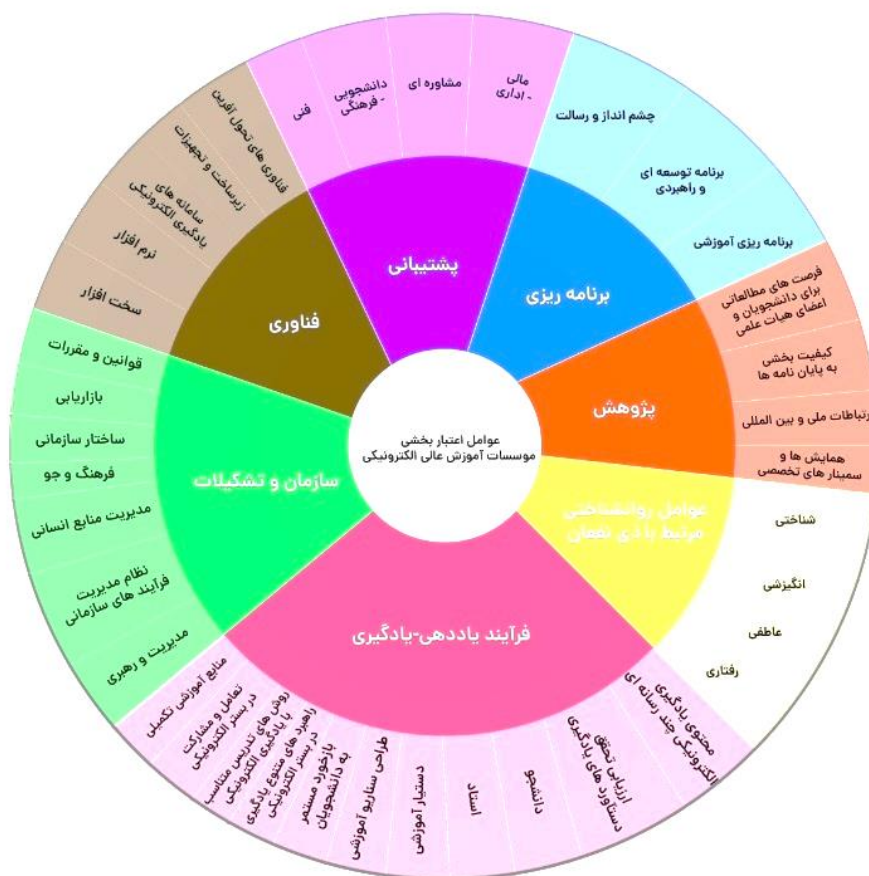 عوامل اعتبار بخشی
موسسات آموزش عالی الکترونیکی
برنامه ریزی
چشم انداز و رسالت
برنامه توسعه ای
و راهبردی
برنامه ریزی آموزشی
پژوهش
فرصت های مطالعاتی
برای دانشجویان و
اعضای هیات علمی
کیفیت بخشی
به پایان نامه ها
رتباطات ملی و بین المللی
همایش ها و
سمینار های تخصصی
عوامل روانشناختی
مرتبط با ذی نفعان
شناختی
انگیزشی
عاطفی
رفتاری
فرآیند یاددهی-یادگیری
محتوی یادگیری
الکترونیکی چند رسانه ای
ارزیابی تحقق
دستاورد های یادگیری
دانشجو
استاد
دستیار آموزشی
طراحی سناریو آموزشی
بازخورد مستمر
به دانشجویان
راهبرد های متنوع یادگیری
در بستر الکترونیکی
روش های تدریس متناسب
با یادگیری الکترونیکی
تعامل و مشارکت
در بستر الکترونیکی
منابع آموزشی تکمیلی
سازمان و تشکیلات
مدیریت و رهبری
نظام مدیریت
فرآیند های سازمانی
مدیریت منابع انسانی
فرهنگ و جو
ساختار سازمانی
بازاریابی
قوانین و مقررات
فناوری
سخت افزار
نرم افزار
سامانه های
یادگیری الکترونیکی
زیرساخت و تجهیزات
فناوری های تحول آفرین
پشتیبانی
فنی
دانشجویی
- فرهنگی
مشاوره ای
مالی
- اداری